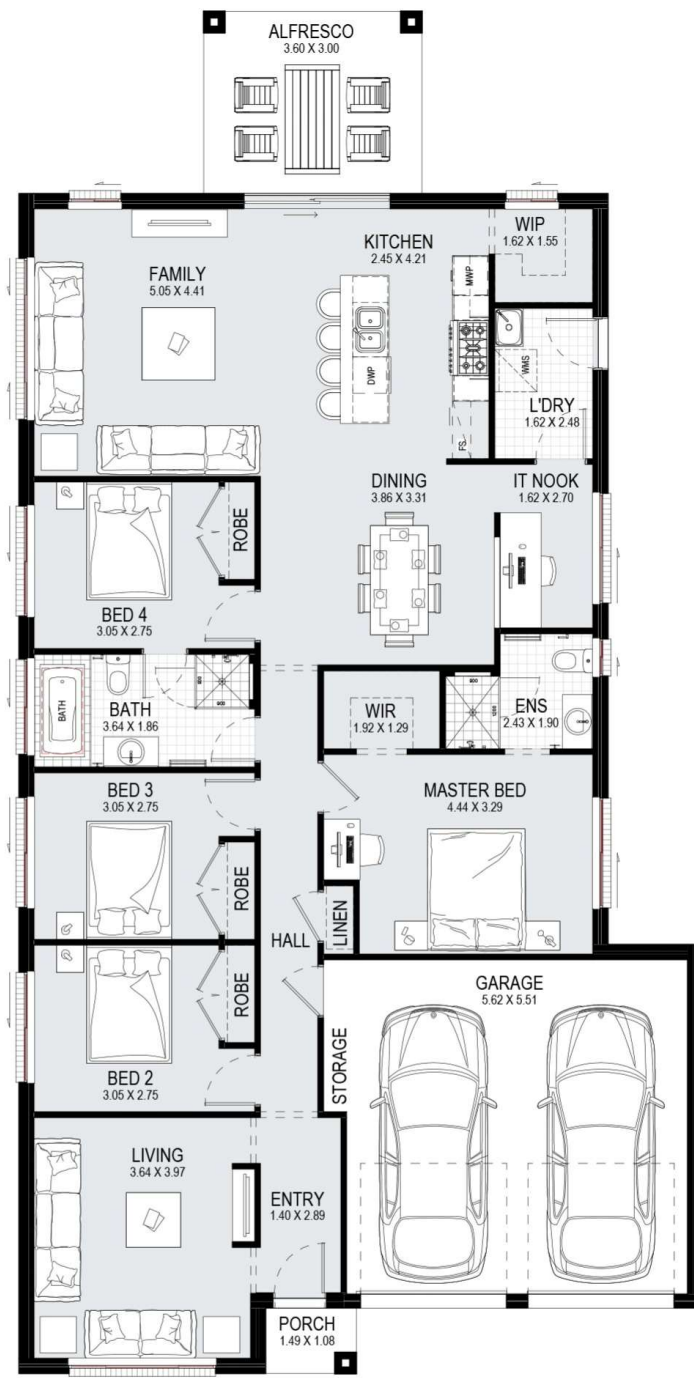 ALFRESCO
3.60 X 3.00
WIP
1.62 X 1.55
KITCHEN
2.45 X 4.21
FAMILY
5.05 X 4.41
MWP
DWP
WMS
L'DRY
1.62 X 2.48
FS
DINING
3.86 X 3.31
IT NOOK
1.62 X 2.70
ROBE
BED 4
3.05 X 2.75
BATH
BATH
3.64 X 1.86
900
900
WIR
1.92 X 1.29
900
1200
ENS
2.43 X 1.90
BED 3
3.05 X 2.75
MASTER BED
4.44 X 3.29
ROBE
LINEN
HALL
ROBE
GARAGE
5.62 X 5.51
STORAGE
BED 2
3.05 X 2.75
LIVING
3.64 X 3.97
ENTRY
1.40 X 2.89
PORCH
1.49 X 1.08